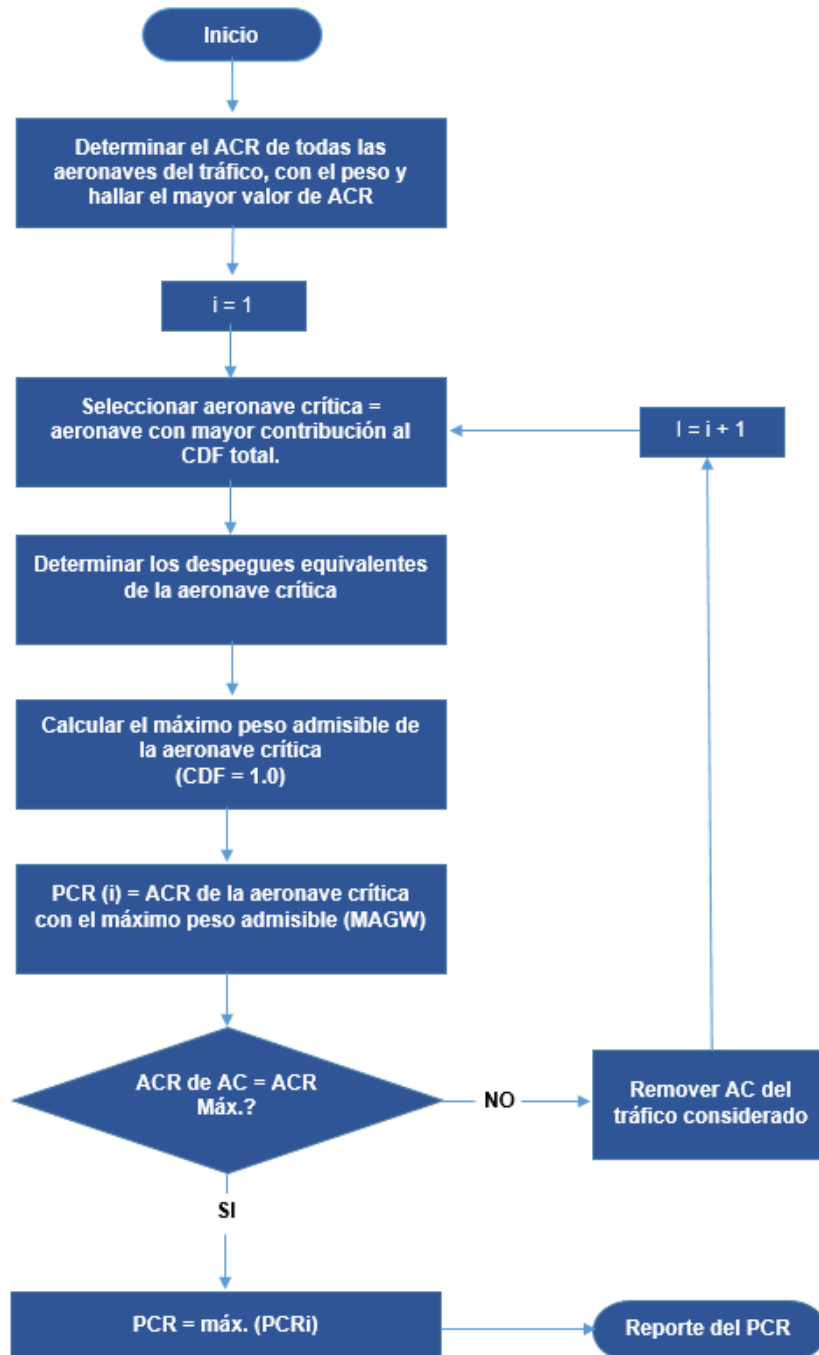 Inicio
Determinar el ACR de todas las
aeronaves del tráfico, con el peso y
hallar el mayor valor de ACR
i = 1
Seleccionar aeronave crítica =
aeronave con mayor contribución al
CDF total.
I = i + 1
Determinar los despegues equivalentes
de la aeronave crítica
Calcular el máximo peso admisible de
la aeronave crítica
(CDF = 1.0)
PCR (i) = ACR de la aeronave crítica
con el máximo peso admisible (MAGW)
ACR de AC = ACR
Máx.?
NO
Remover AC del
tráfico considerado
SI
PCR = máx. (PCRi)
Reporte del PCR